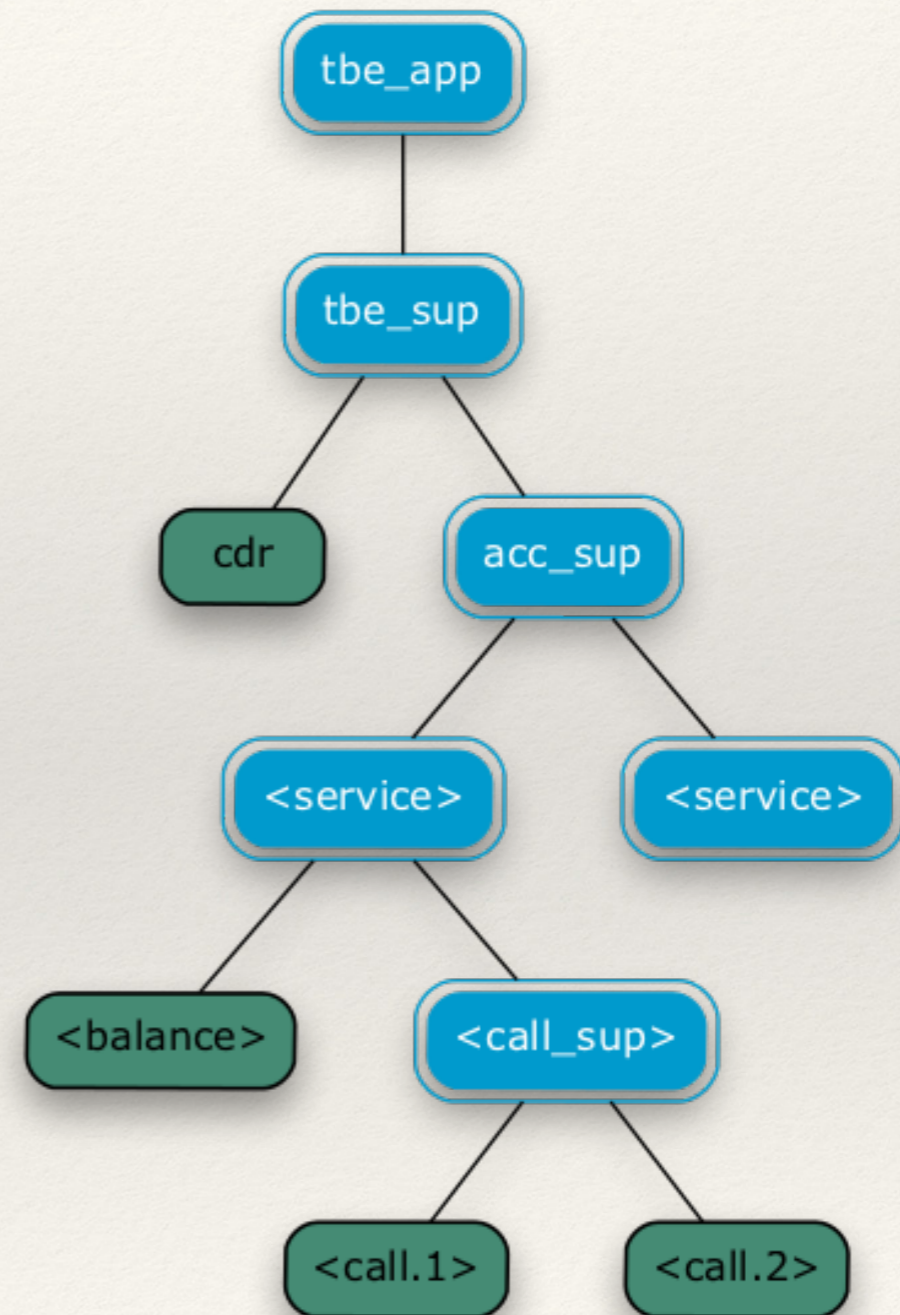 tbe_app
tbe_sup
cdr
acc_sup
<service>
<service>
<balance>
<call_sup>
<call.1>
<call.2>